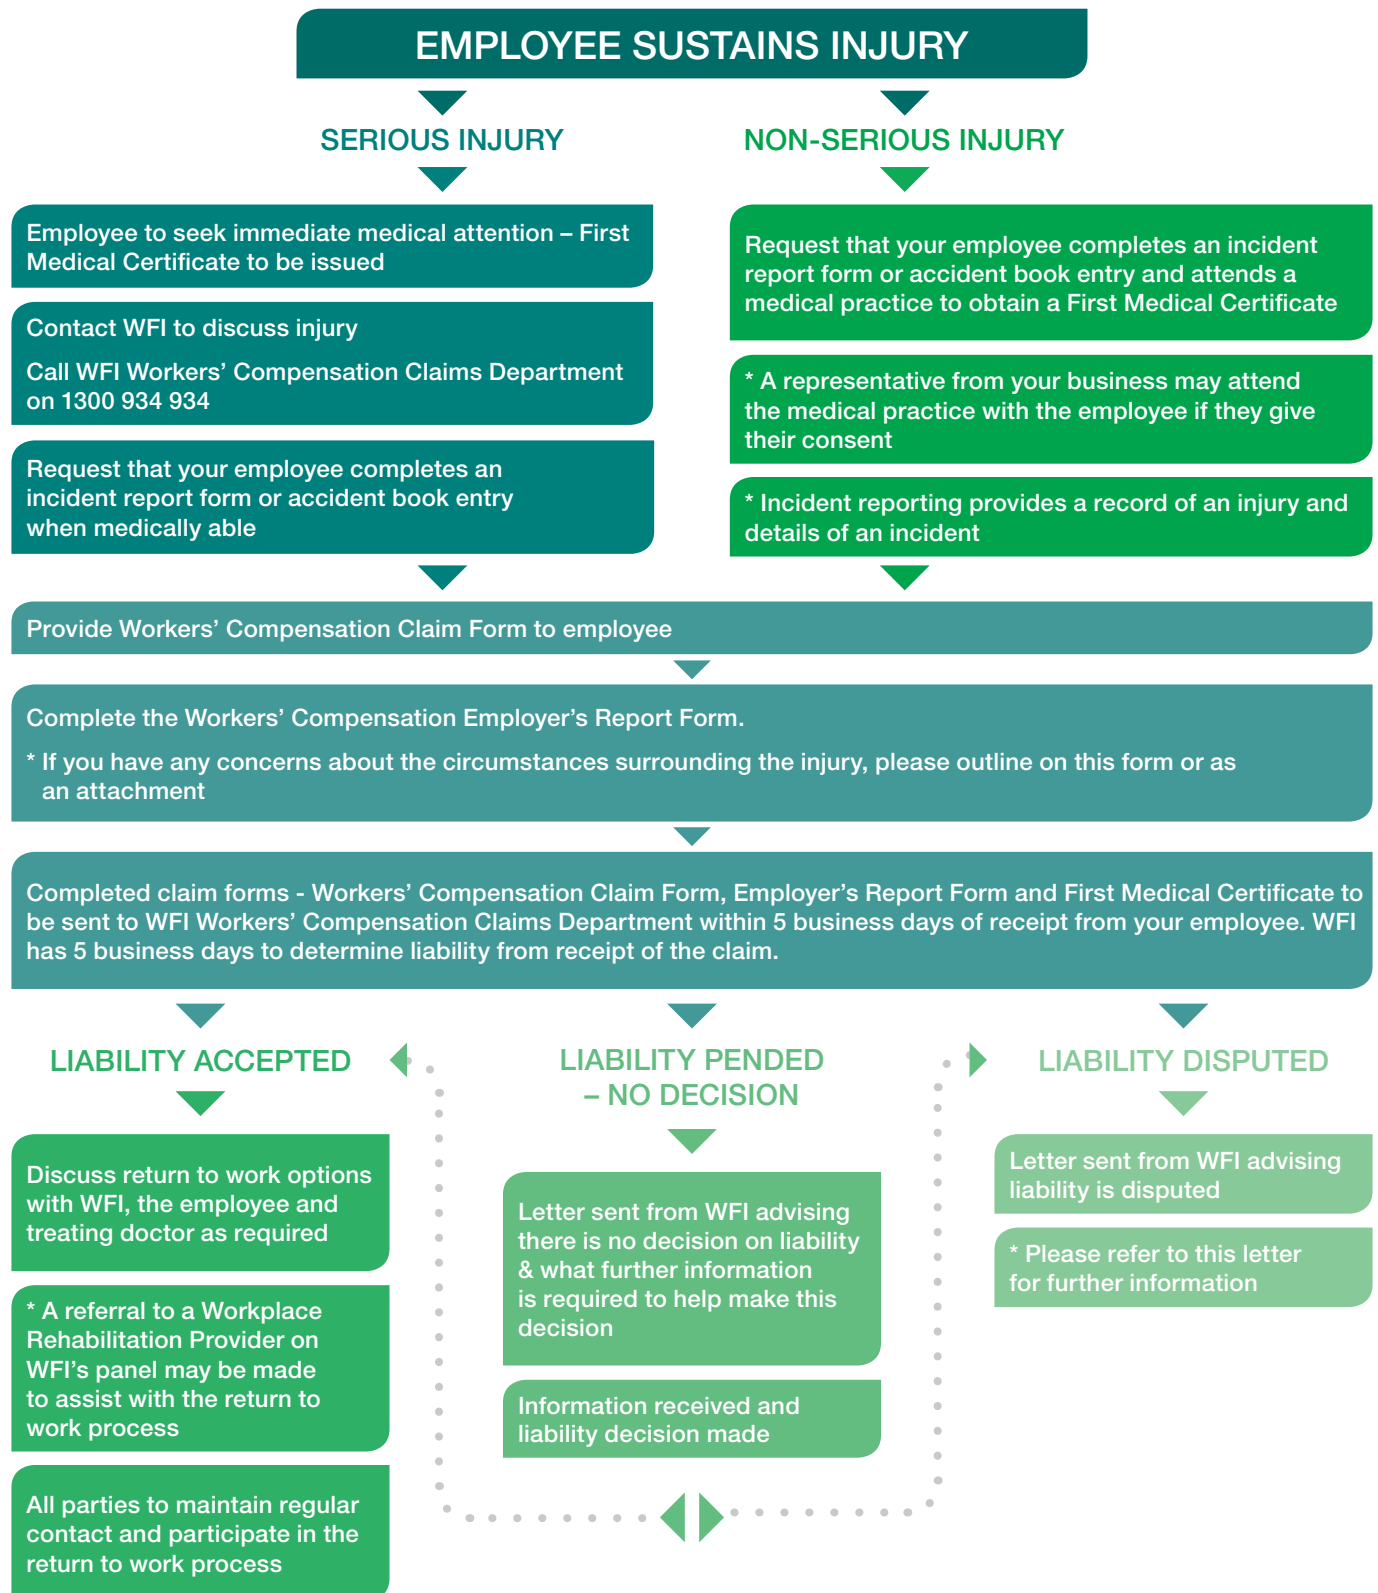 EMPLOYEE SUSTAINS INJURY
SERIOUS INJURY
Employee to seek immediate medical attention – First
Medical Certificate to be issued
Contact WFI to discuss injury
Call WFI Workers’ Compensation Claims Department
on 1300 934 934
Request that your employee completes an
incident report form or accident book entry
when medically able
NON-SERIOUS INJURY
Request that your employee completes an incident
report form or accident book entry and attends a
medical practice to obtain a First Medical Certificate
* A representative from your business may attend
the medical practice with the employee if they give
their consent
* Incident reporting provides a record of an injury and
details of an incident
Provide Workers’ Compensation Claim Form to employee
Complete the Workers’ Compensation Employer’s Report Form.
* If you have any concerns about the circumstances surrounding the injury, please outline on this form or as
an attachment
Completed claim forms - Workers’ Compensation Claim Form, Employer’s Report Form and First Medical Certificate to
be sent to WFI Workers’ Compensation Claims Department within 5 business days of receipt from your employee. WFI
has 5 business days to determine liability from receipt of the claim.
LIABILITY ACCEPTED
Discuss return to work options
with WFI, the employee and
treating doctor as required
* A referral to a Workplace
Rehabilitation Provider on
WFI’s panel may be made
to assist with the return to
work process
All parties to maintain regular
contact and participate in the
return to work process
LIABILITY PENDED
– NO DECISION
Letter sent from WFI advising
there is no decision on liability
& what further information
is required to help make this
decision
Information received and
liability decision made
LIABILITY DISPUTED
Letter sent from WFI advising
liability is disputed
* Please refer to this letter
for further information